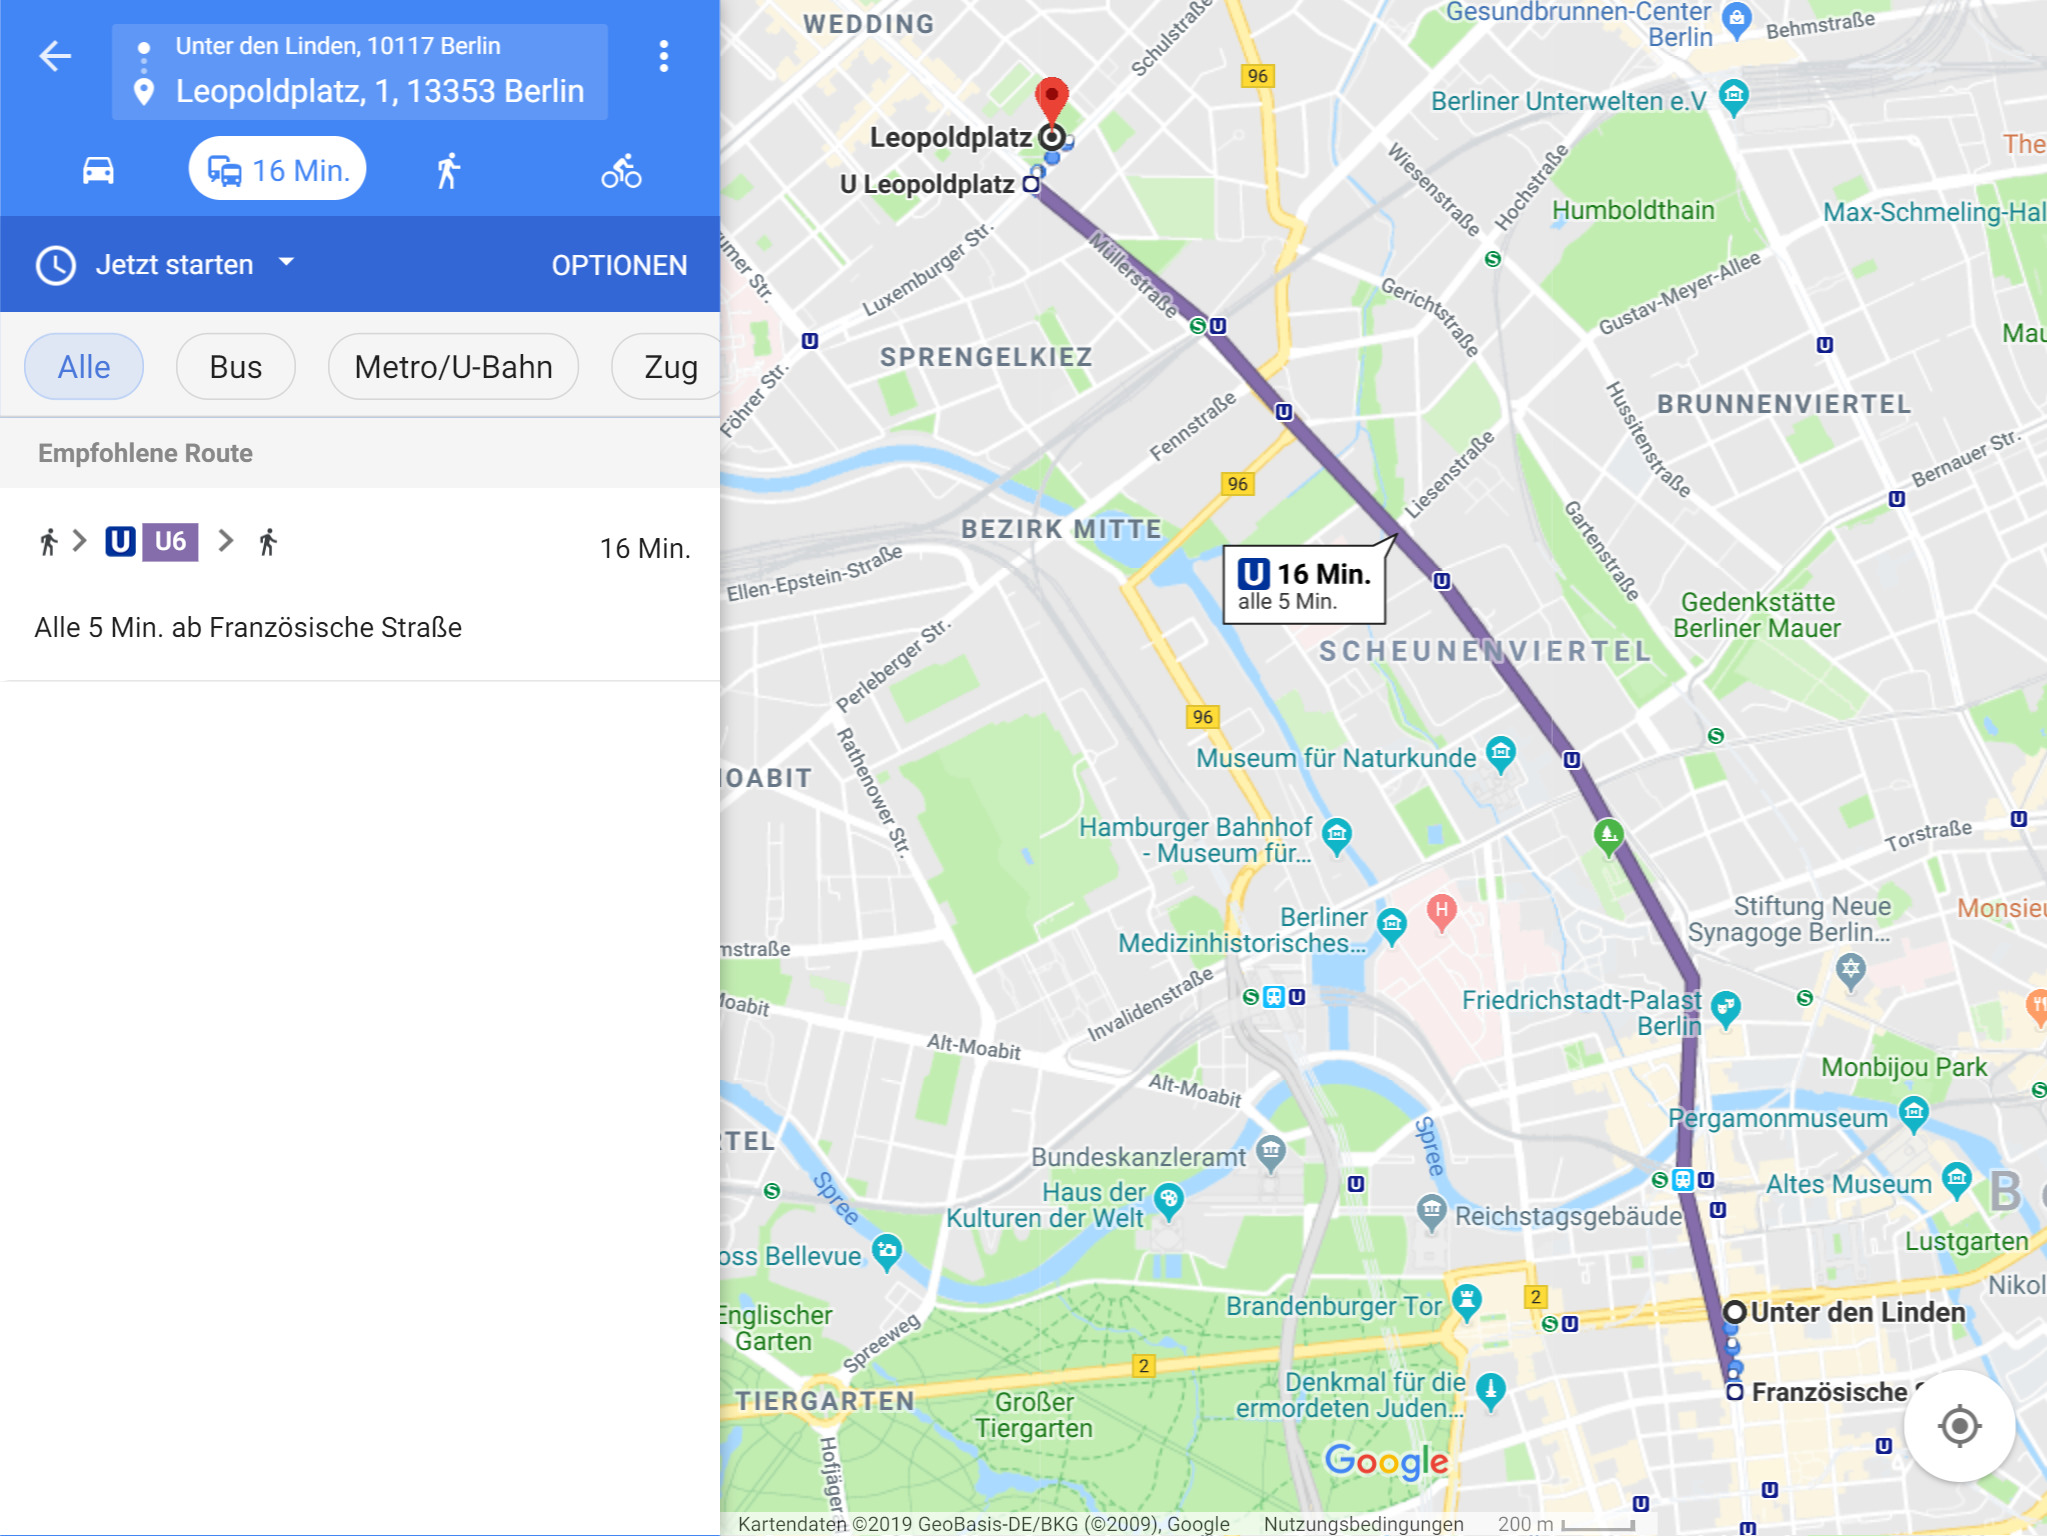 Unter den Linden, 10117 Berlin
Leopoldplatz, 1, 13353 Berlin
16 Min.
Jetzt starten
OPTIONEN
Alle
Bus
Metro/U-Bahn
Zug
Empfohlene Route
U U6
16 Min.
Alle 5 Min. ab Französische Straße
WEDDING
Schulstraße
96
Gesundbrunnen-Center
Berlin
Behmstraße
Berliner Unterwelten e.V
The
Leopoldplatz
U Leopoldplatz
Wiesenstraße
Hochstraße
Humboldthain
Max-Schmeling-Hal
Müllerstraße
Luxemburger Str.
umer Str.
S
Gerichtstraße
Gustav-Meyer-Allee
S U
U
U
Mau
SPRENGELKIEZ
Föhrer Str.
Fennstraße
U
Hussitenstraße
BRUNNENVIERTEL
Liesenstraße
Bernauer Str.
96
U
Gartenstraße
BEZIRK MITTE
Ellen-Epstein-Straße
U 16 Min.
alle 5 Min.
U
Gedenkstätte
Berliner Mauer
SCHEUNENVIERTEL
Perleberger Str.
96
S
Rathenower Str.
Museum für Naturkunde
U
OABIT
Hamburger Bahnhof
- Museum für...
Torstraße
U
Berliner
Medizinhistorisches...
H
Stiftung Neue
Synagoge Berlin...
Monsieu
mstraße
Moabit
Invalidenstraße
S U
Friedrichstadt-Palast
Berlin
S
Alt-Moabit
Alt-Moabit
Monbijou Park
S
Pergamonmuseum
RTEL
Spree
Bundeskanzleramt
S
Spree
Haus der
Kulturen der Welt
U
Reichstagsgebäude
S U
U
Altes Museum
B
Lustgarten
oss Bellevue
Nikol
Englischer
Garten
Spreeweg
Brandenburger Tor
2
S U
Unter den Linden
2
TIERGARTEN
Großer
Tiergarten
Denkmal für die
ermordeten Juden...
Französische S
Hofjägera
Google
U
U
U
U
Kartendaten ©2019 GeoBasis-DE/BKG (©2009), Google
Nutzungsbedingungen
200 m